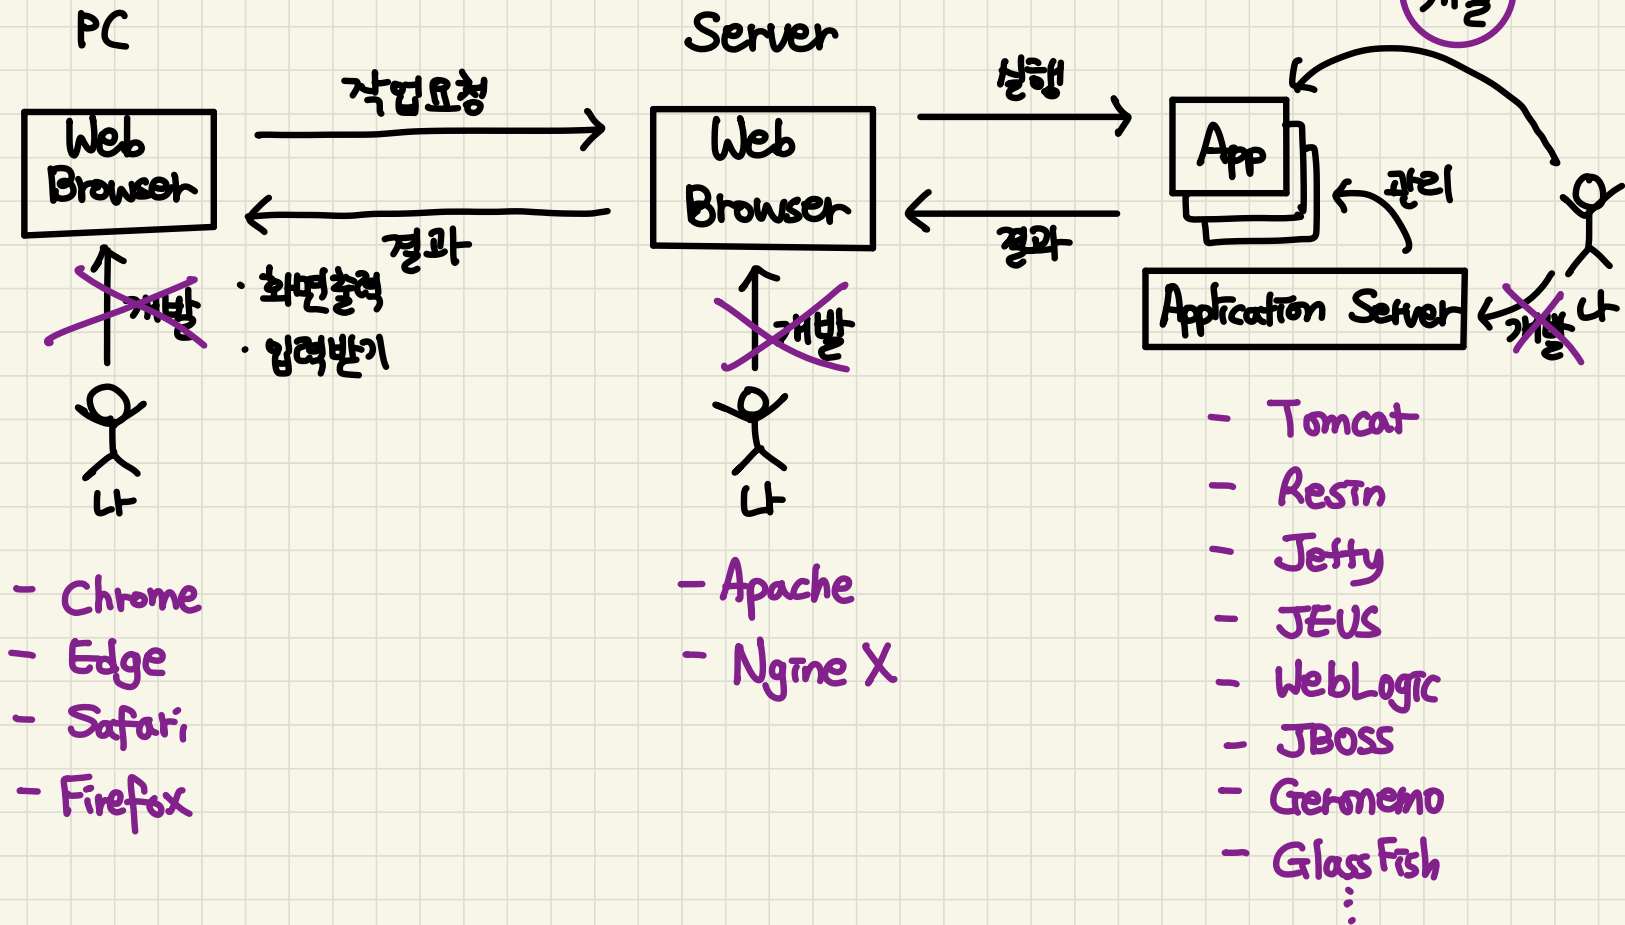 PC
작업요청
Web
Browser
결과
· 화면출력
· 입력받기
개발
나
- Chrome
- Edge
- Safari
- Firefox
Server
Web
Browser
개발
나
- Apache
- Ngine X
실행
결과
App
관리
Application Server
개발
나
- Tomcat
- Resin
- Jetty
- JEUS
- WebLogic
- JBOSS
- Geronemo
- GlassFish